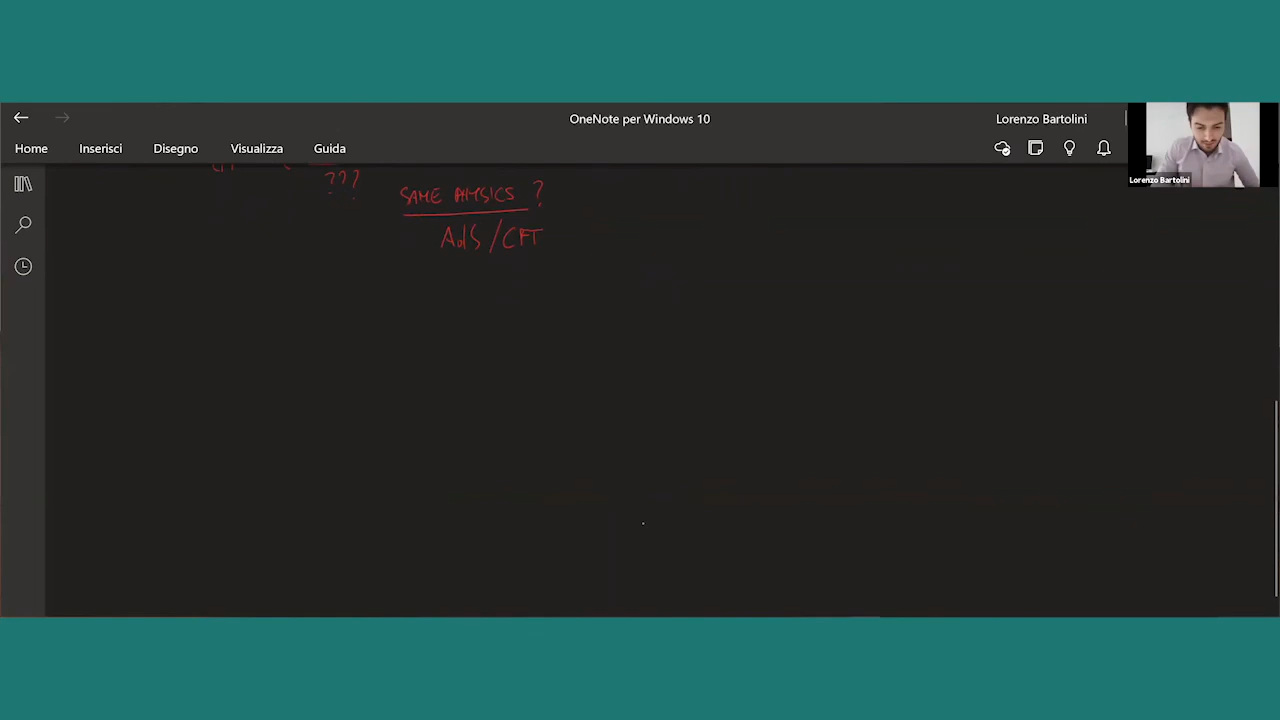 OneNote per Windows 10
Lorenzo Bartolini
Home Inserisci Disegno Visualizza Guida
Lorenzo Bartolini
???
SAME PHYSICS ?
AdS/CFT